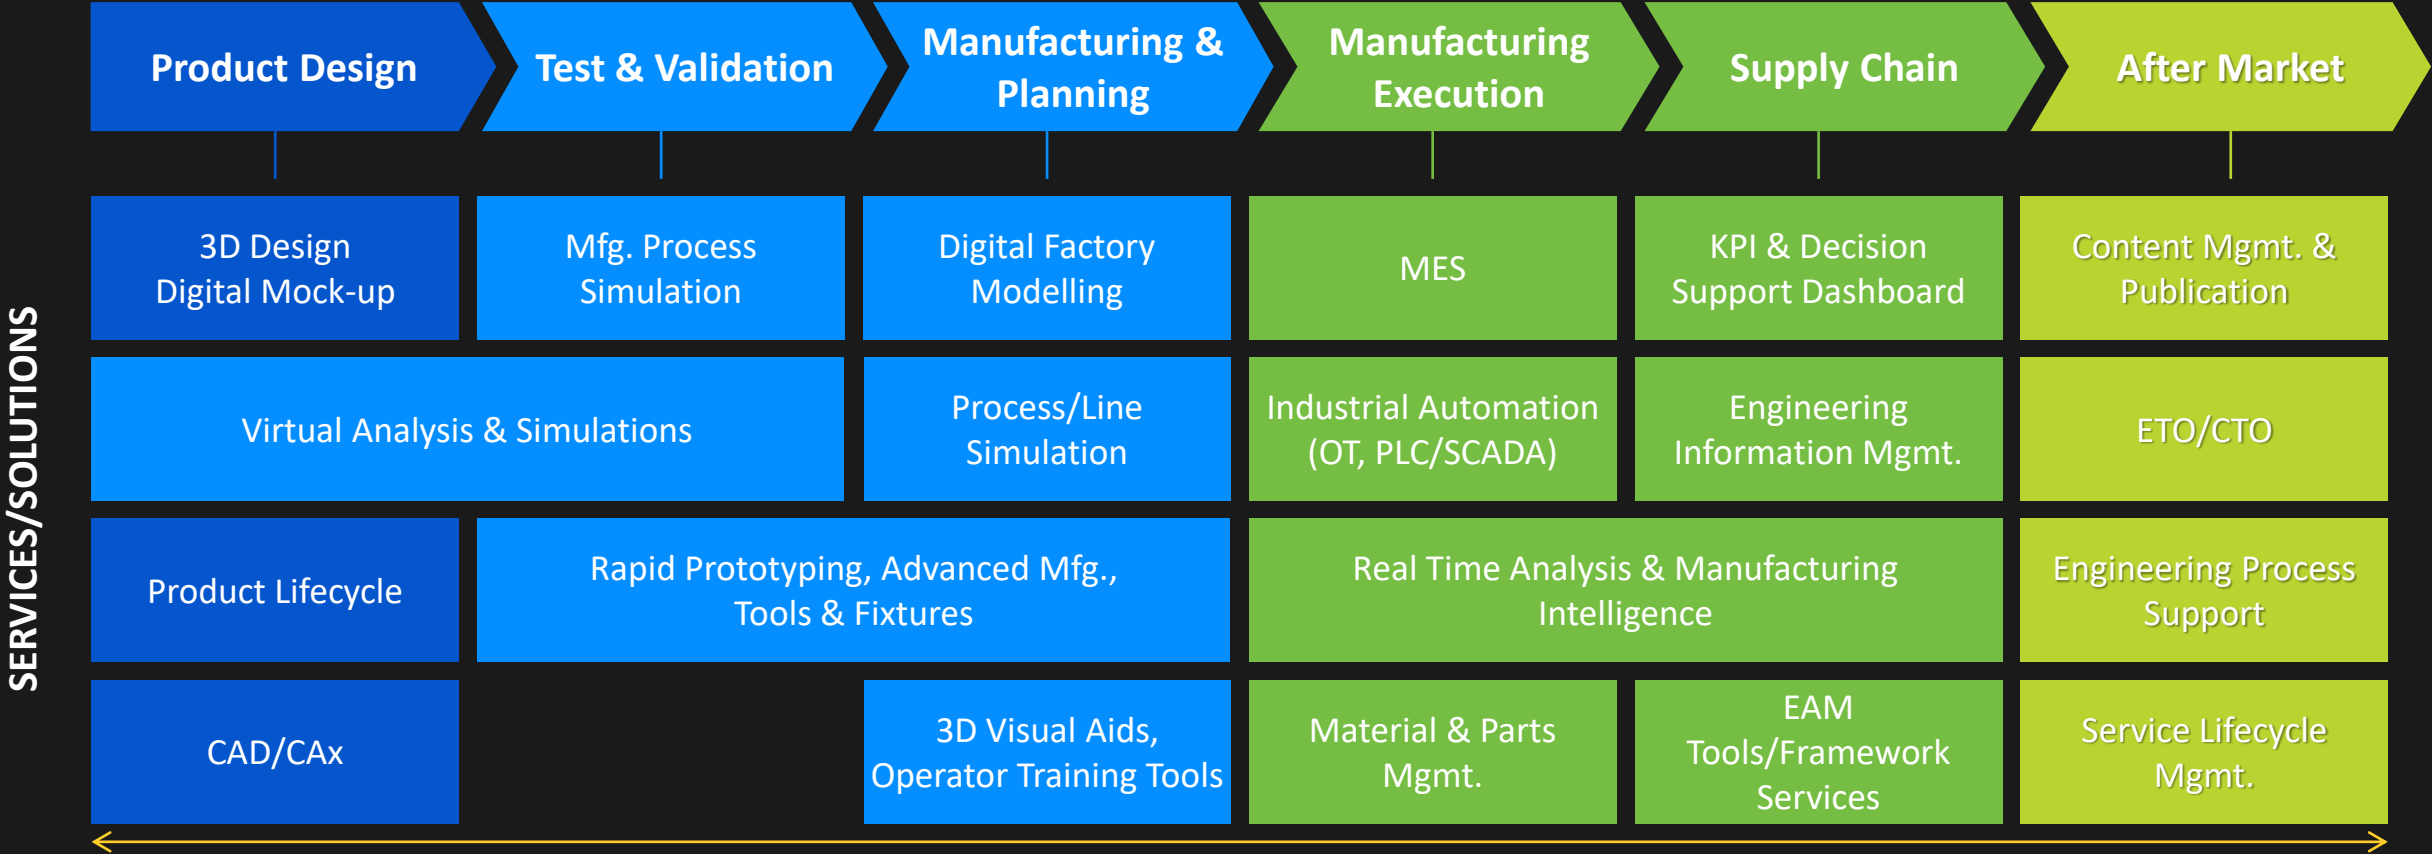 Product Design
Test & Validation
Manufacturing &
Planning
Manufacturing
Execution
Supply Chain
After Market
SERVICES/SOLUTIONS
3D Design
Digital Mock-up
Mfg. Process
Simulation
Digital Factory
Modelling
MES
KPI & Decision
Support Dashboard
Content Mgmt. &
Publication
Virtual Analysis & Simulations
Process/Line
Simulation
Industrial Automation
(OT, PLC/SCADA)
Engineering
Information Mgmt.
ETO/CTO
Product Lifecycle
Rapid Prototyping, Advanced Mfg.,
Tools & Fixtures
Real Time Analysis & Manufacturing
Intelligence
Engineering Process
Support
CAD/CAx
3D Visual Aids,
Operator Training Tools
Material & Parts
Mgmt.
EAM
Tools/Framework
Services
Service Lifecycle
Mgmt.